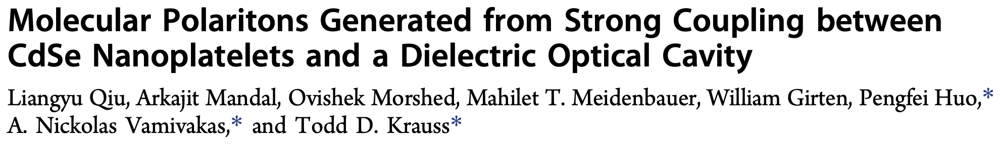 Molecular Polaritons Generated from Strong Coupling between
CdSe Nanoplatelets and a Dielectric Optical Cavity
Liangyu Qiu, Arkajit Mandal, Ovishek Morshed, Mahilet T. Meidenbauer, William Girten, Pengfei Huo,*
A. Nickolas Vamivakas,* and Todd D. Krauss*